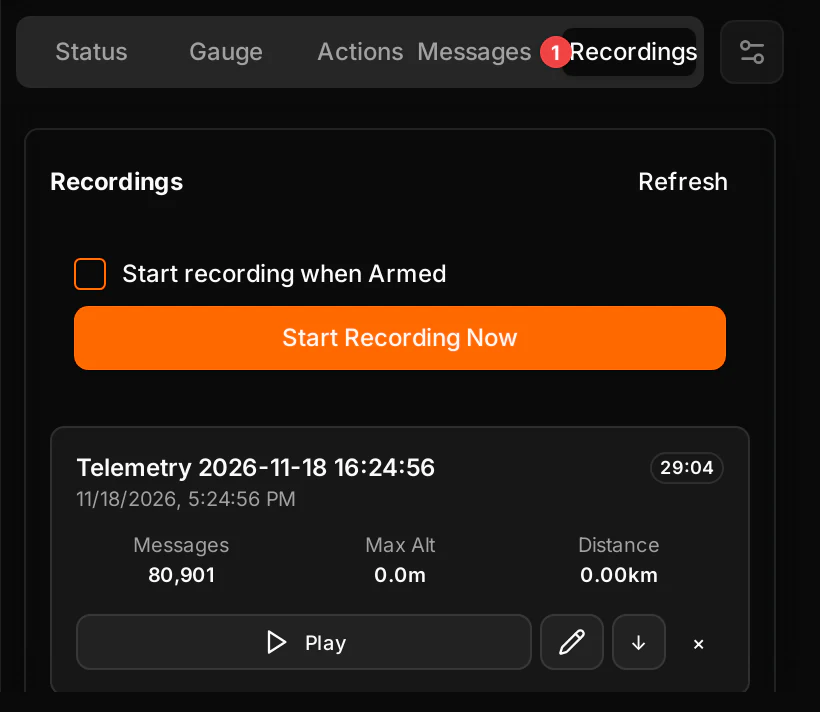 Status Gauge Actions Messages 1 Recordings
Recordings Refresh
Start recording when Armed
Start Recording Now
Telemetry 2026-11-18 16:24:56 29:04
11/18/2026, 5:24:56 PM
Messages Max Alt Distance
80,901 0.0m 0.00km
Play